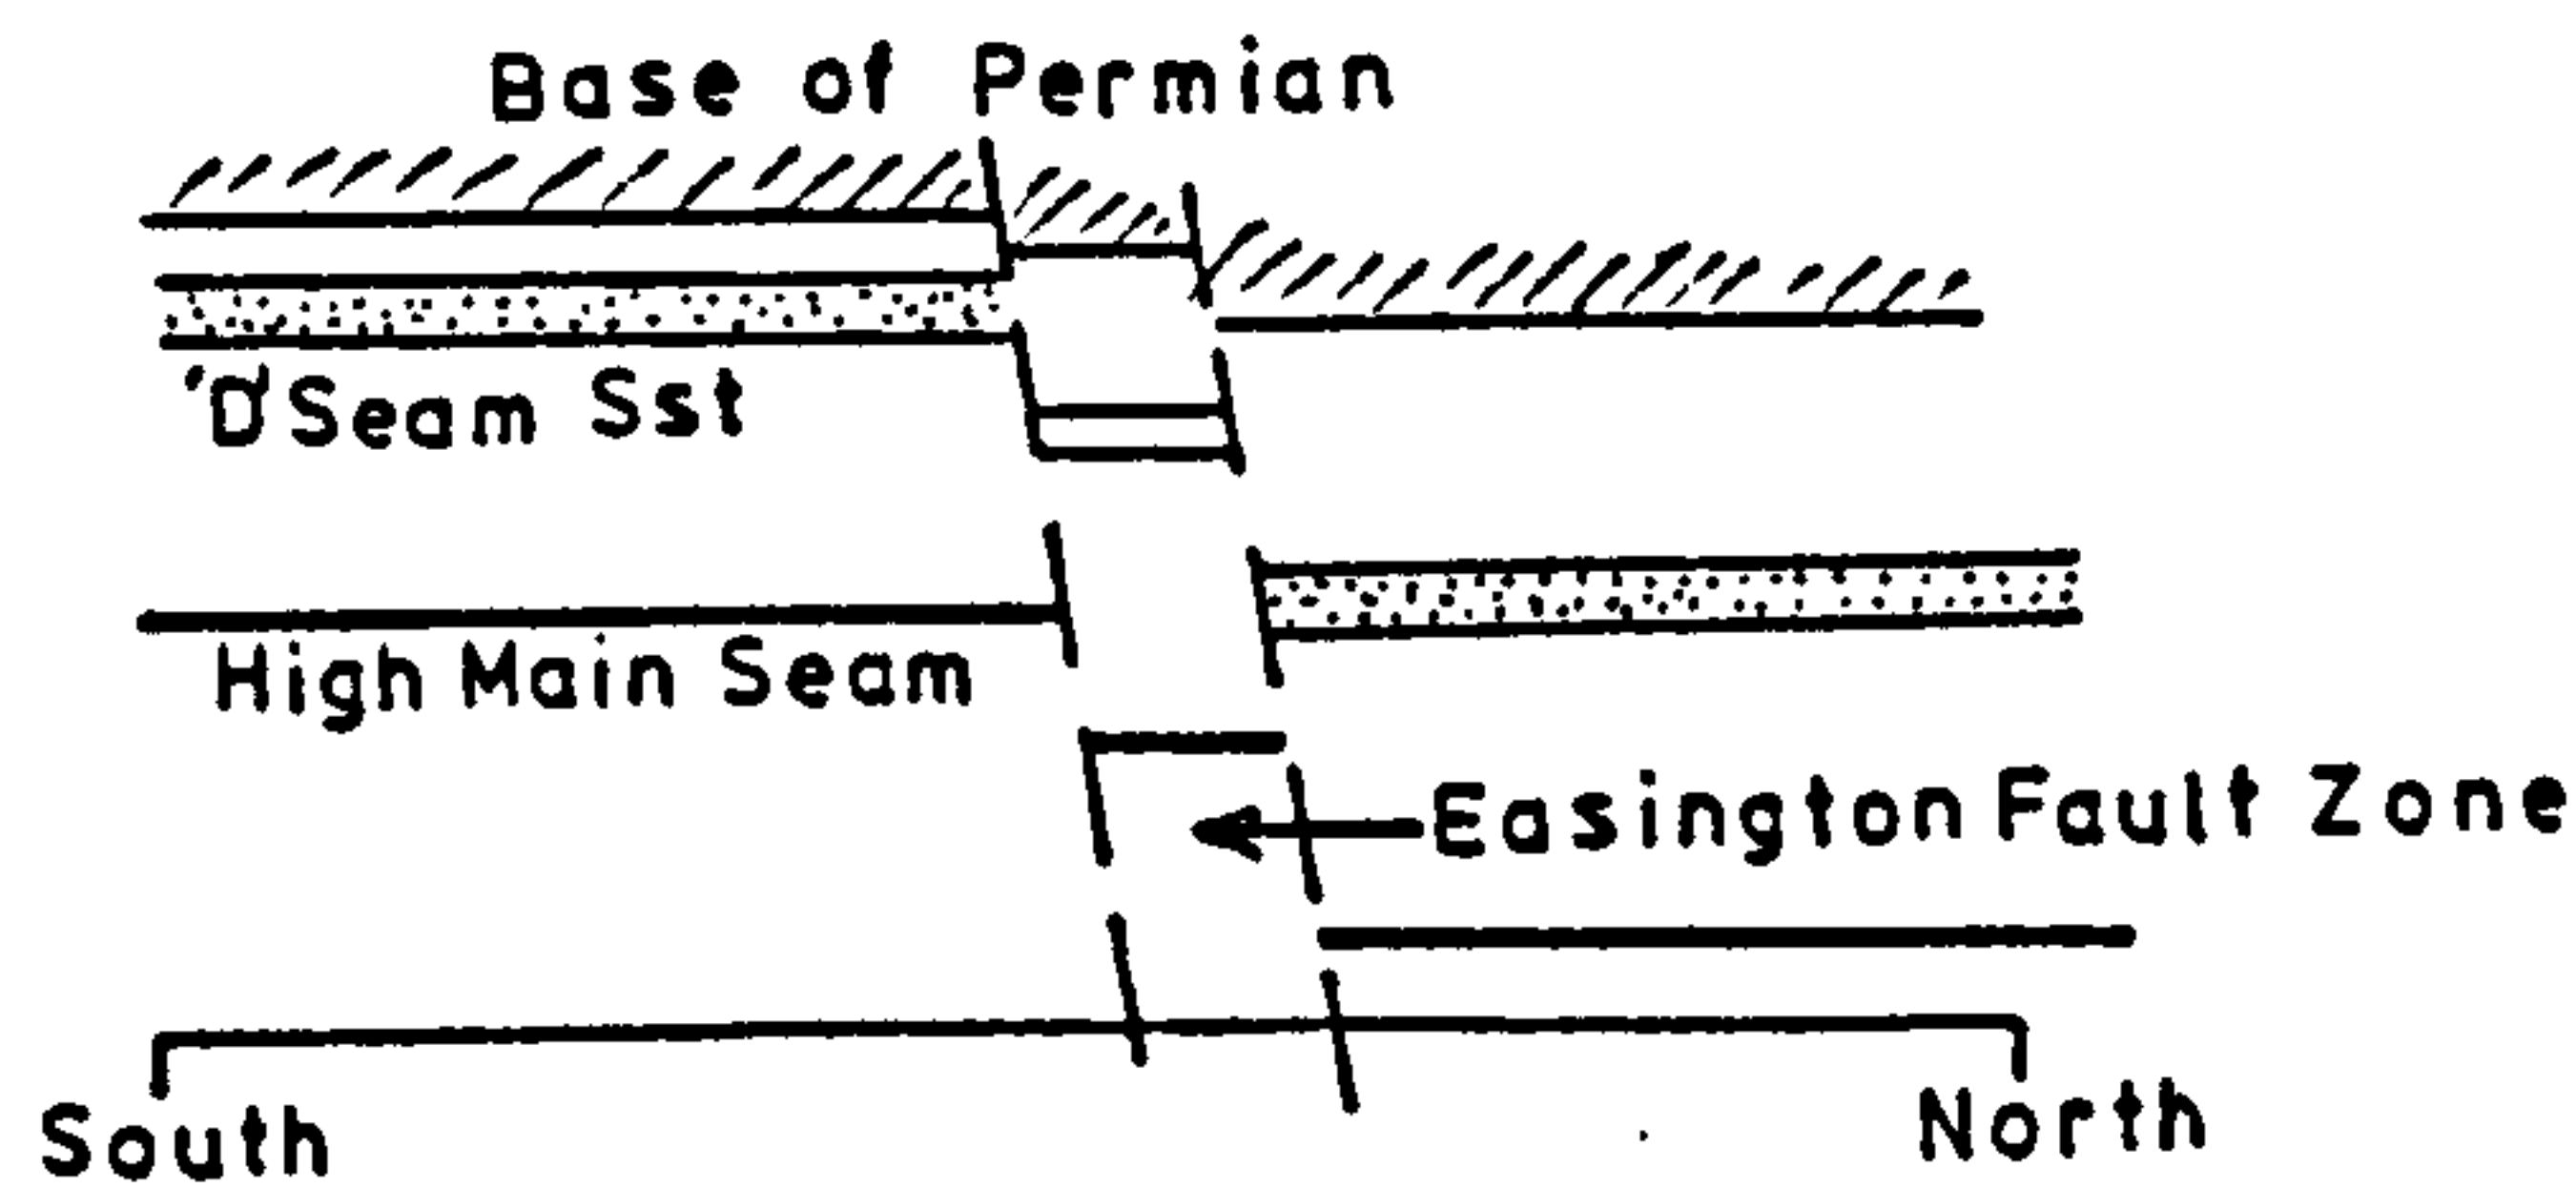 Base of Permian
'D' Seam Sst
High Main Seam
Easington Fault Zone
South
North